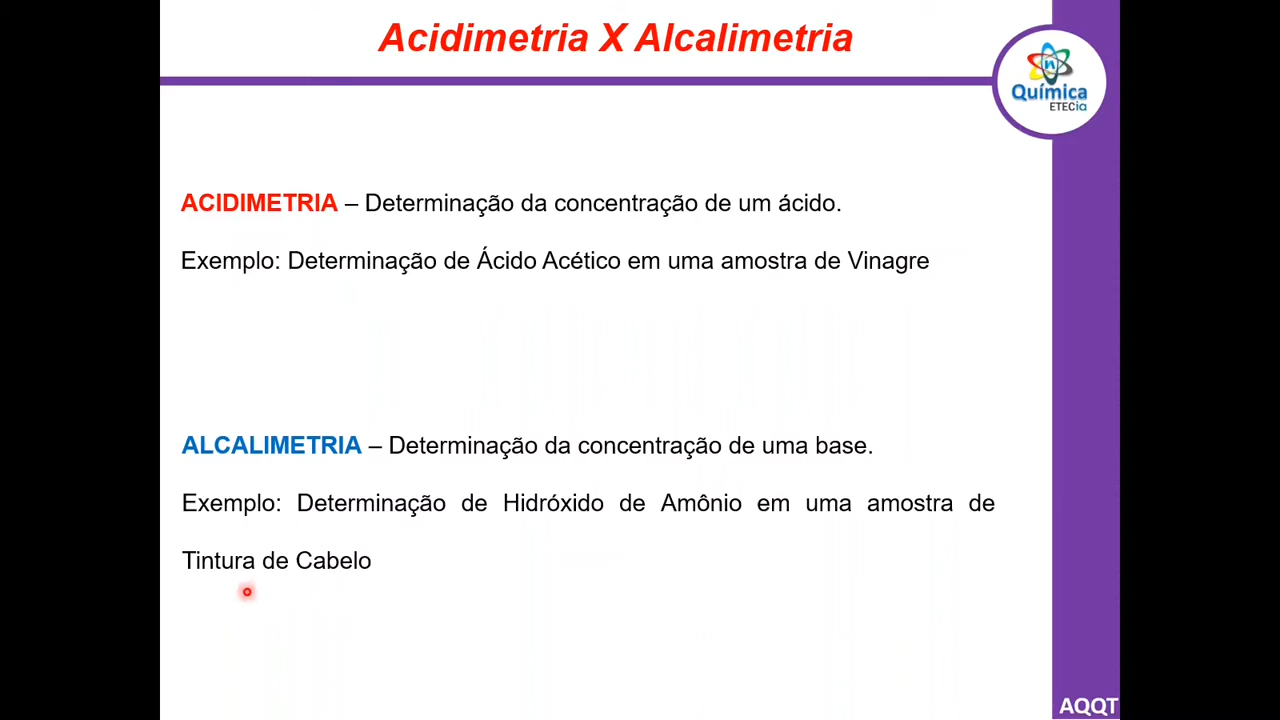 Acidimetria X Alcalimetria
Química
ETECia
ACIDIMETRIA – Determinação da concentração de um ácido.
Exemplo: Determinação de Ácido Acético em uma amostra de Vinagre
ALCALIMETRIA – Determinação da concentração de uma base.
Exemplo: Determinação de Hidróxido de Amônio em uma amostra de
Tintura de Cabelo
AQQT